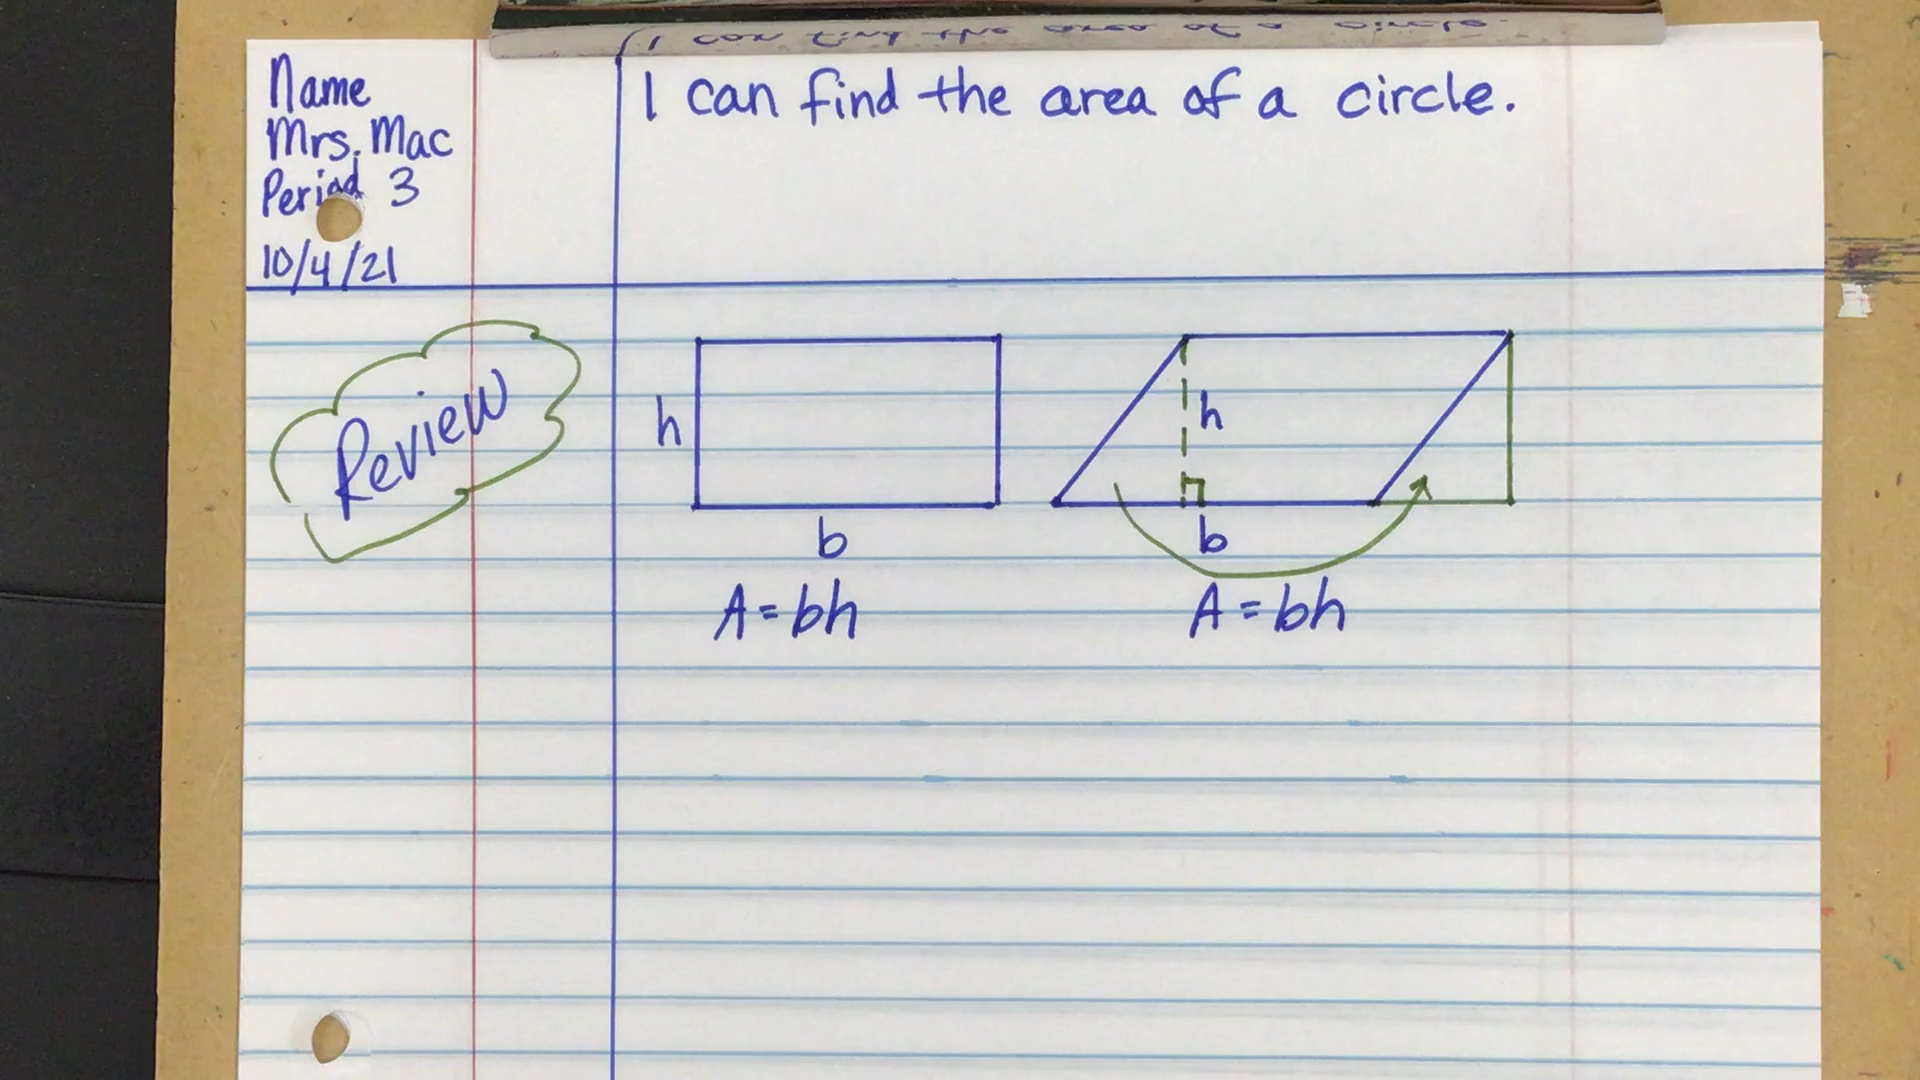 Name
Mrs. Mac
Period 3
10/4/21
I can find the area of a circle.
Review
h
b
A = bh
h
b
A = bh